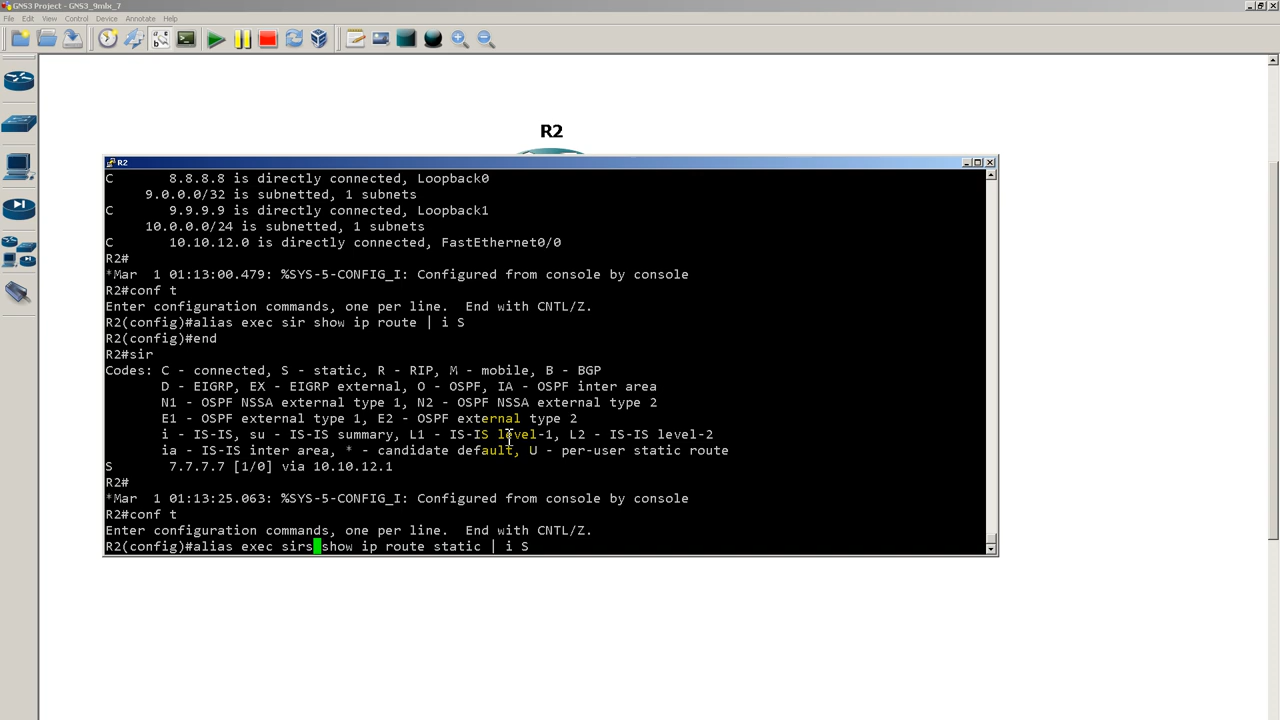 GNS3 Project - GNS3_9mlx_7
File Edit View Control Device Annotate Help
R2
R2
C       8.8.8.8 is directly connected, Loopback0
     9.0.0.0/32 is subnetted, 1 subnets
C       9.9.9.9 is directly connected, Loopback1
     10.0.0.0/24 is subnetted, 1 subnets
C       10.10.12.0 is directly connected, FastEthernet0/0
R2#
*Mar  1 01:13:00.479: %SYS-5-CONFIG_I: Configured from console by console
R2#conf t
Enter configuration commands, one per line.  End with CNTL/Z.
R2(config)#alias exec sir show ip route | i S
R2(config)#end
R2#sir
Codes: C - connected, S - static, R - RIP, M - mobile, B - BGP
       D - EIGRP, EX - EIGRP external, O - OSPF, IA - OSPF inter area
       N1 - OSPF NSSA external type 1, N2 - OSPF NSSA external type 2
       E1 - OSPF external type 1, E2 - OSPF external type 2
       i - IS-IS, su - IS-IS summary, L1 - IS-IS level-1, L2 - IS-IS level-2
       ia - IS-IS inter area, * - candidate default, U - per-user static route
S       7.7.7.7 [1/0] via 10.10.12.1
R2#
*Mar  1 01:13:25.063: %SYS-5-CONFIG_I: Configured from console by console
R2#conf t
Enter configuration commands, one per line.  End with CNTL/Z.
R2(config)#alias exec sirs show ip route static | i S